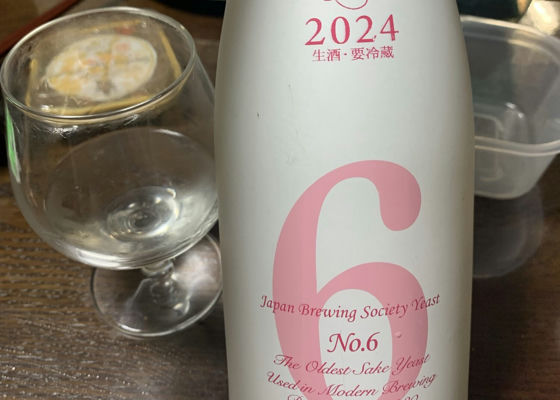 2024
生酒・要冷蔵
6
Japan Brewing Society Yeast
No.6
The Oldest Sake Yeast
Used in Modern Brewing